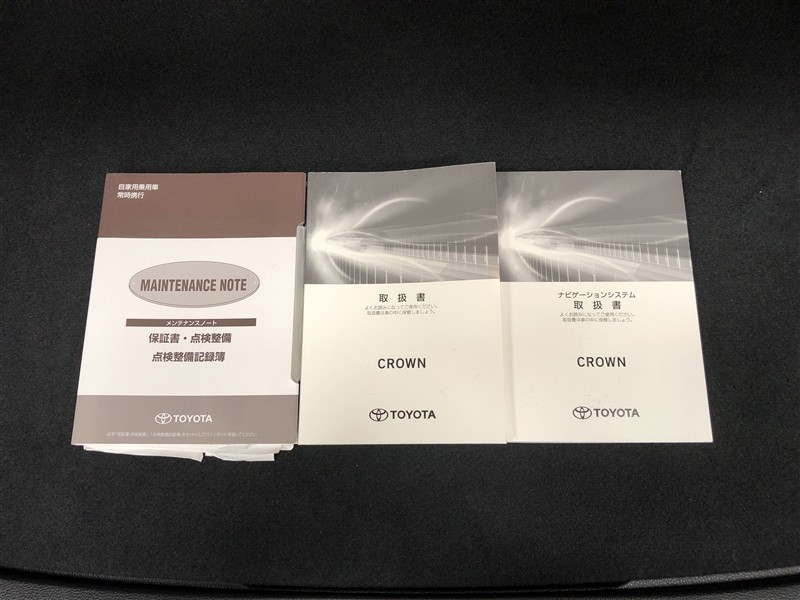 自家用乗用車
常時携行
MAINTENANCE NOTE
メンテナンスノート
保証書・点検整備
点検整備記録簿
TOYOTA
取扱書
よくお読みになってご使用ください。
取扱書は車の中に保管しましょう。
CROWN
TOYOTA
ナビゲーションシステム
取扱書
よくお読みになってご使用ください。
取扱書は車の中に保管しましょう。
CROWN
TOYOTA